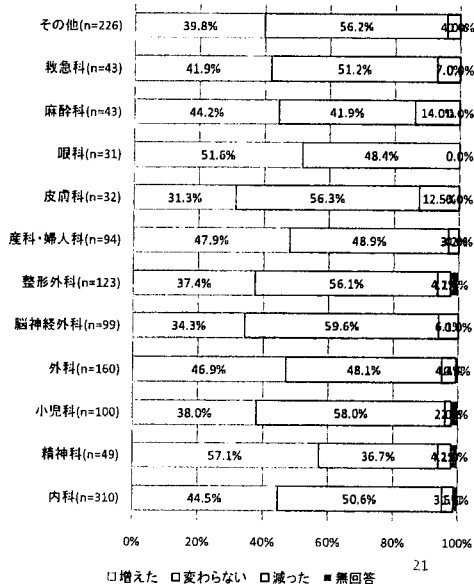 その他(n=226) 39.8% 56.2%
救急科(n=43) 41.9% 51.2%
麻酔科(n=43) 44.2% 41.9% 14.0%
眼科(n=31) 51.6% 48.4% 0.0%
皮膚科(n=32) 31.3% 56.3% 12.5%
産科・婦人科(n=94) 47.9% 48.9%
整形外科(n=123) 37.4% 56.1%
脳神経外科(n=99) 34.3% 59.6%
外科(n=160) 46.9% 48.1%
小児科(n=100) 38.0% 58.0%
精神科(n=49) 57.1% 36.7%
内科(n=310) 44.5% 50.6%
0% 20% 40% 60% 80% 100%
21
増えた 変わらない 減った 無回答